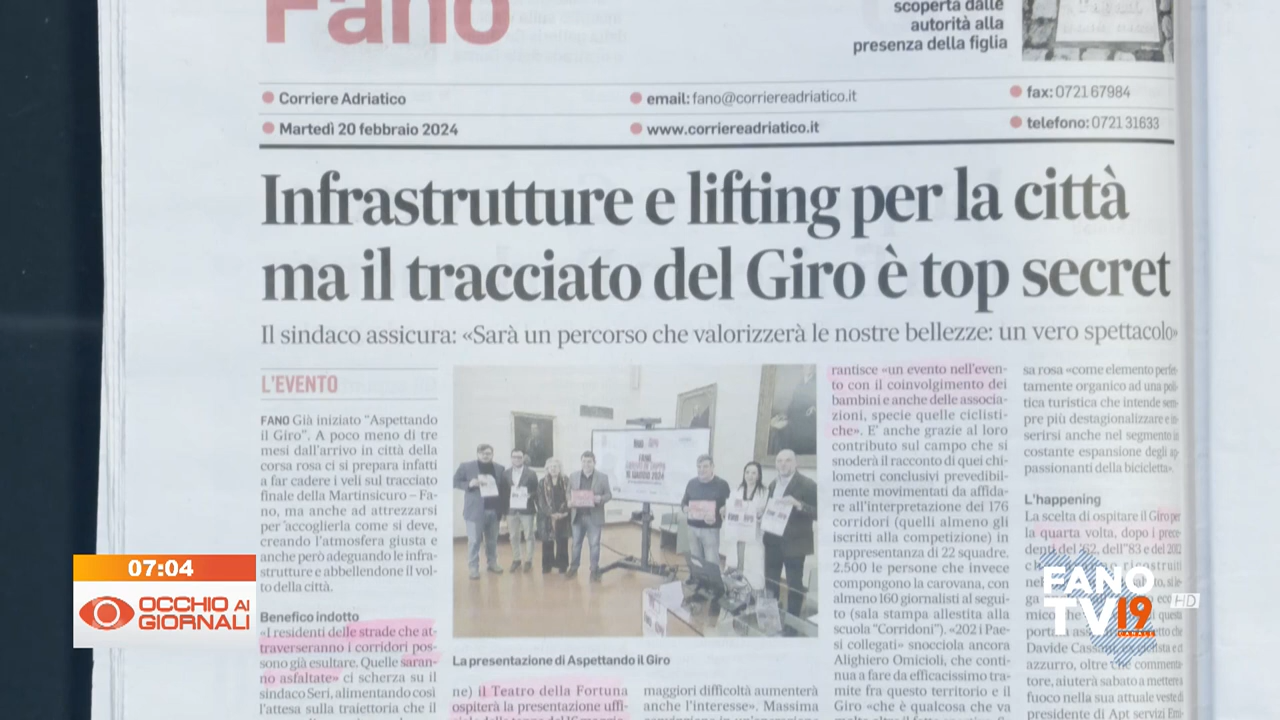 Fano
scoperta dalle
autorità alla
presenza della figlia
Corriere Adriatico
email: fano@corriereadriatico.it
fax: 0721 67984
Martedì 20 febbraio 2024
www.corriereadriatico.it
telefono: 0721 31633
Infrastrutture e lifting per la città
ma il tracciato del Giro è top secret
Il sindaco assicura: «Sarà un percorso che valorizzerà le nostre bellezze: un vero spettacolo»
L'EVENTO
FANO Già iniziato "Aspettando
il Giro". A poco meno di tre
mesi dall'arrivo in città della
corsa rosa ci si prepara infatti
a far cadere i veli sul tracciato
finale della Martinsicuro – Fa-
no, ma anche ad attrezzarsi
per accoglierla come si deve,
creando l'atmosfera giusta e
anche però adeguando le infra-
strutture e abbellendone il vol-
to della città.
Benefico indotto
«I residenti delle strade che at-
traverseranno i corridori pos-
sono già esultare. Quelle saran-
no asfaltate» ci scherza su il
sindaco Seri, alimentando così
l'attesa sulla traiettoria che il
La presentazione di Aspettando il Giro
ne) il Teatro della Fortuna
ospiterà la presentazione uffi-
maggiori difficoltà aumenterà
anche l'interesse». Massima
rantisce «un evento nell'even-
to con il coinvolgimento dei
bambini e anche delle associa-
zioni, specie quelle ciclisti-
che». E' anche grazie al loro
contributo sul campo che si
snoderà il racconto di quei chi-
lometri conclusivi prevedibil-
mente movimentati da affida-
re all'interpretazione dei 176
corridori (quelli almeno gli
iscritti alla competizione) in
rappresentanza di 22 squadre.
2.500 le persone che invece
compongono la carovana, con
almeno 160 giornalisti al segui-
to (sala stampa allestita alla
scuola "Corridoni"). «202 i Pae-
si collegati» snocciola ancora
Alighiero Omicioli, che conti-
nua a fare da efficacissimo tra-
mite fra questo territorio e il
Giro «che è qualcosa che va
sa rosa «come elemento perfet-
tamente organico ad una poli-
tica turistica che intende sem-
pre più destagionalizzare e in-
serirsi anche nel segmento in
costante espansione degli ap-
passionanti della bicicletta».
L'happening
La scelta di ospitare il Giro per
la quarta volta, dopo i prece-
denti del
Davide
azzurro, oltre che commenta-
tore, aiuterà sabato a mettere a
fuoco nella sua attuale veste di
presidente di Apt servizi
07:04
OCCHIO AI
GIORNALI
FANO
TV 19 HD
CANALE